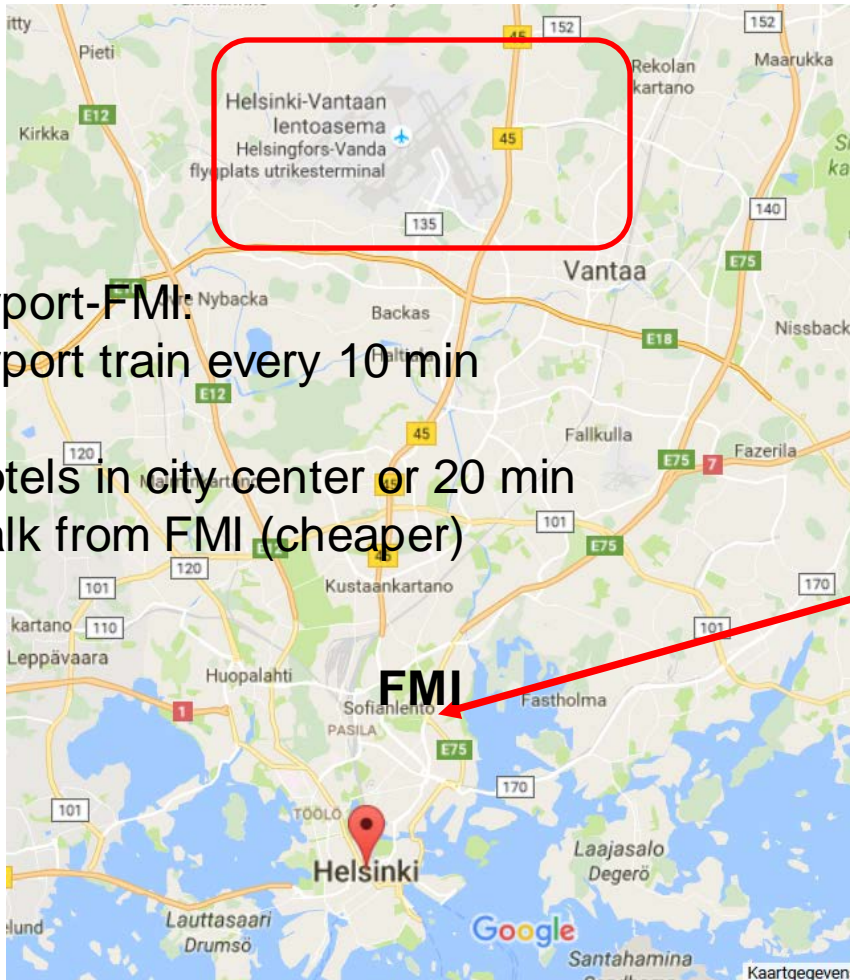 itty
45
152
152
Pieti
Rekolan
kartano
Maarukka
E12
Helsinki-Vantaan
lentoasema
Helsingfors-Vanda
flygplats utrikesterminal
Kirkka
45
135
140
Vantaa
E75
port-FMI:
Nybacka
Backas
E18
Nissback
port train every 10 min
E12
45
Fallkulla
120
E75
7
Fazerila
otels in city center or 20 min
101
alk from FMI (cheaper)
45
E75
120
101
Kustaankartano
170
kartano
110
101
Leppävaara
Huopalahti
FMI
1
Sofianlehto
Fastholma
PASILA
E75
170
101
TÖÖLÖ
Helsinki
Laajasalo
Degerö
elund
Lauttasaari
Drumsö
Google
Santahamina
Kaartgegeven